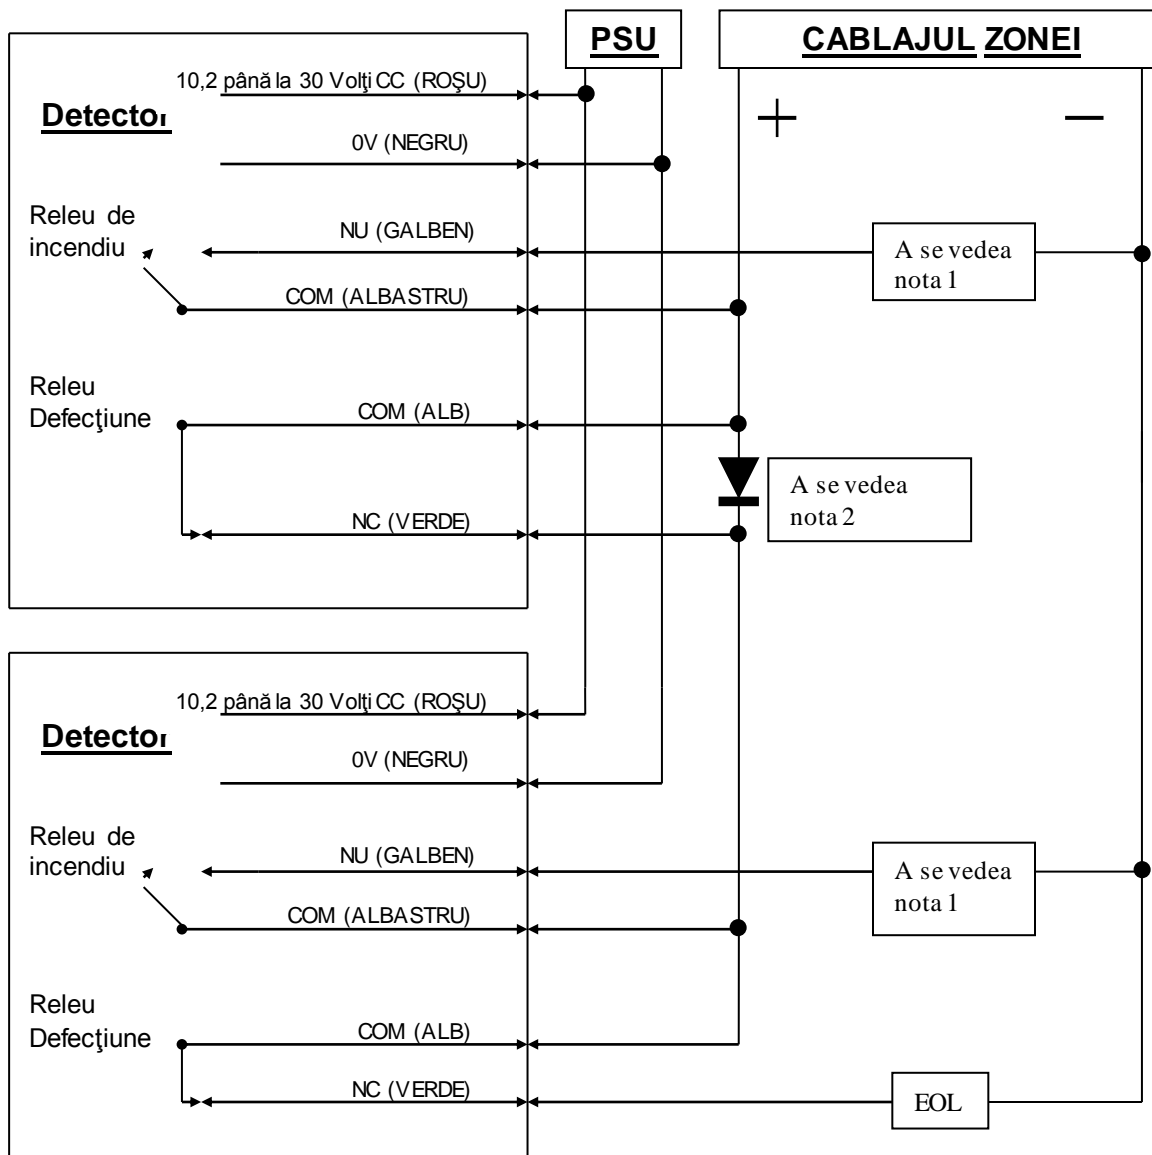 PSU
CABLAJUL ZONEI
10,2 până la 30 Volţi CC (ROŞU)
Detector
0V (NEGRU)
+ −
Releu de
incendiu
NU (GALBEN)
A se vedea
nota 1
COM (ALBASTRU)
Releu
Defecţiune
COM (ALB)
A se vedea
nota 2
NC (VERDE)
10,2 până la 30 Volţi CC (ROŞU)
Detector
0V (NEGRU)
Releu de
incendiu
NU (GALBEN)
A se vedea
nota 1
COM (ALBASTRU)
Releu
Defecţiune
COM (ALB)
NC (VERDE)
EOL